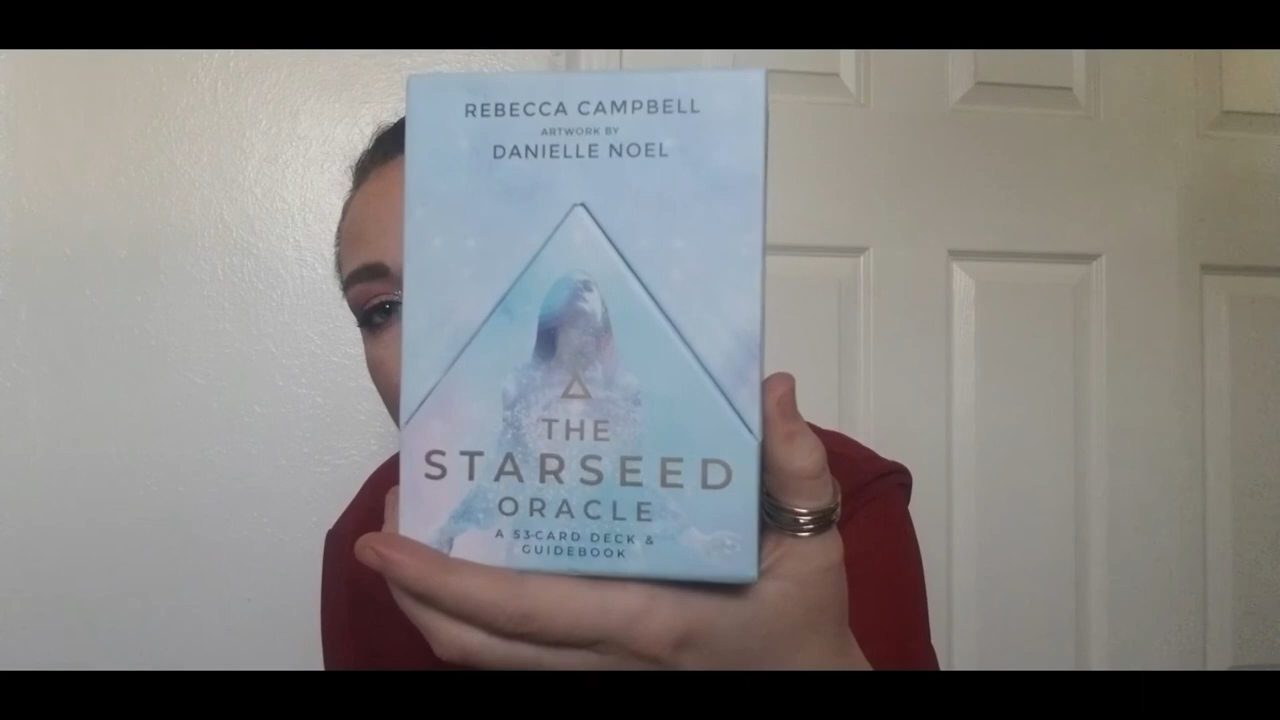 REBECCA CAMPBELL
ARTWORK BY
DANIELLE NOEL
THE
STARSEED
ORACLE
A 53-CARD DECK &
GUIDEBOOK